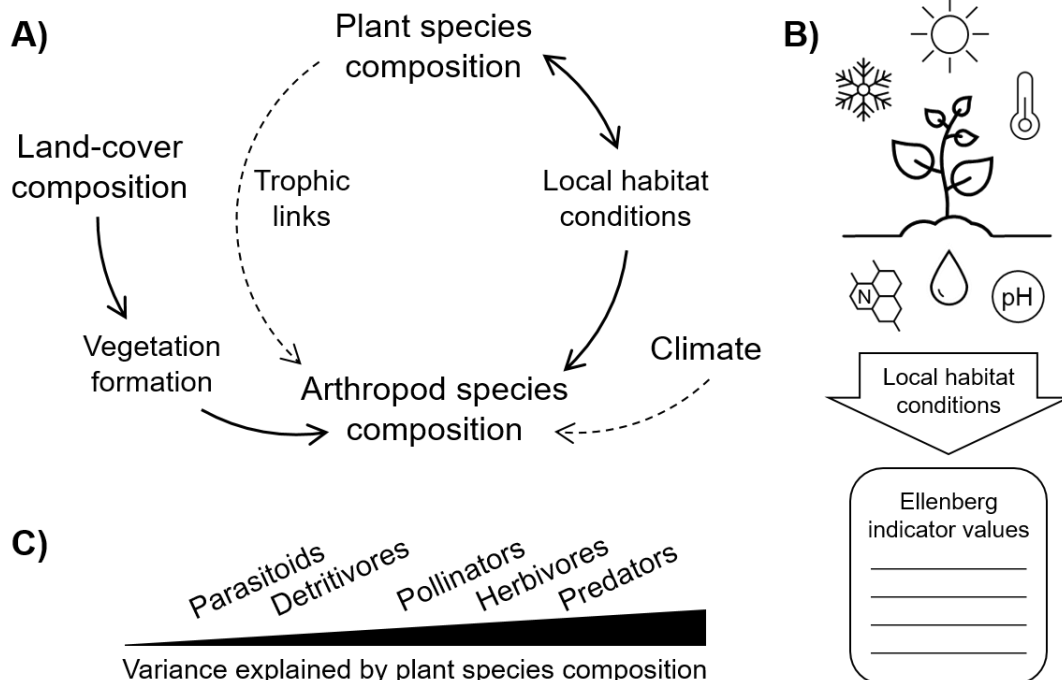 A)
Plant species
composition
Land-cover
composition
Trophic
links
Local habitat
conditions
Vegetation
formation
Climate
Arthropod species
composition
B)
N
pH
Local habitat
conditions
Ellenberg
indicator values
C)
Parasitoids
Detritivores
Pollinators
Herbivores
Predators
Variance explained by plant species composition